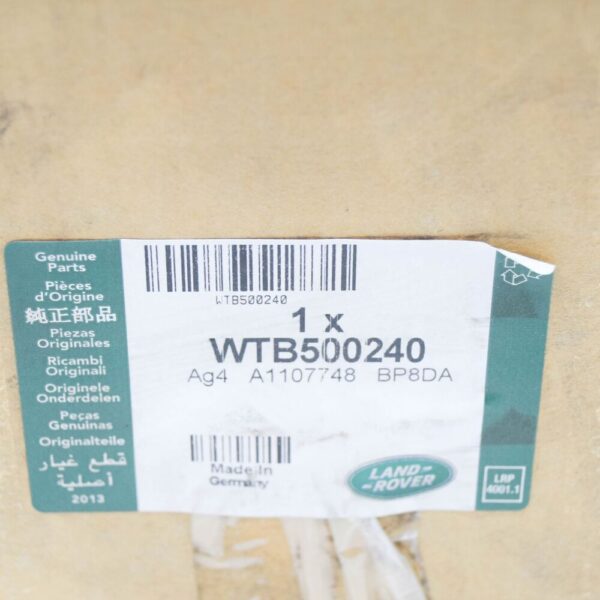 Genuine
Parts
Pièces
d'Origine
純正部品
Piezas
Originales
Ricambi
Originali
Originele
Onderdelen
Peças
Genuinas
Originalteile
قطع غيار
أصلية
2013
WTB500240
1 x
WTB500240
Ag4 A1107748 BP8DA
Made In
Germany
LAND-
-ROVER
LRP
4001.1